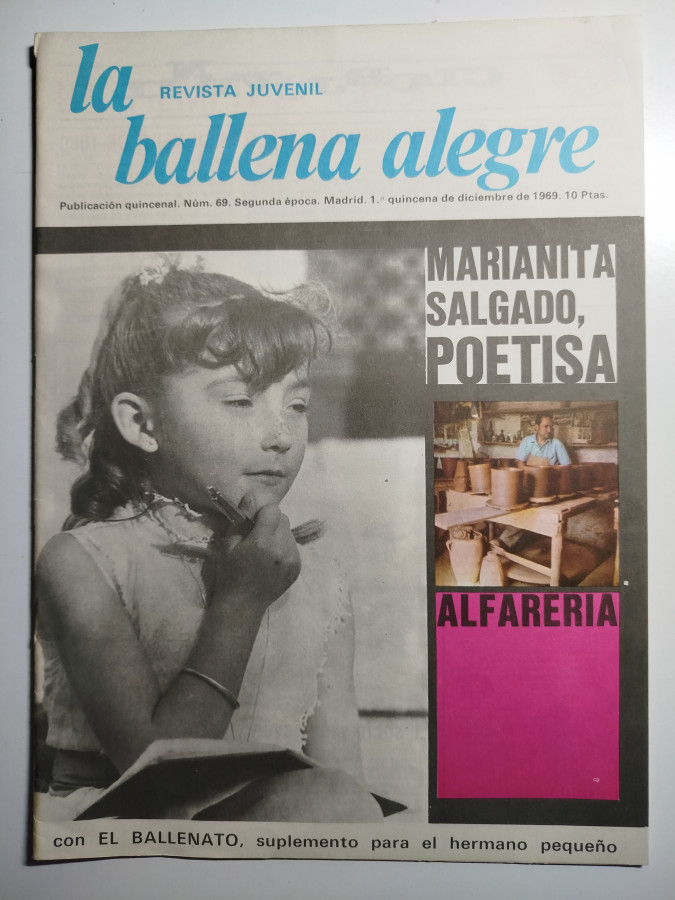 la
REVISTA JUVENIL
ballena alegre
Publicación quincenal. Núm. 69. Segunda época. Madrid. 1.ª quincena de diciembre de 1969. 10 Ptas.
MARIANITA
SALGADO,
POETISA
ALFARERIA
con EL BALLENATO, suplemento para el hermano pequeño